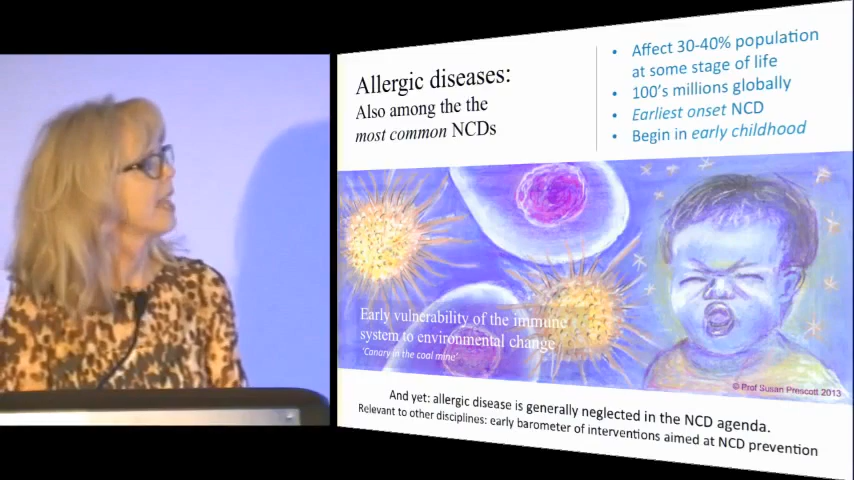 Allergic diseases:
Also among the the
most common NCDs
• Affect 30-40% population
at some stage of life
• 100's millions globally
• Earliest onset NCD
• Begin in early childhood
Early vulnerability of the immune
system to environmental change
'Canary in the coal mine'
© Prof Susan Prescott 2013
And yet: allergic disease is generally neglected in the NCD agenda.
Relevant to other disciplines: early barometer of interventions aimed at NCD prevention